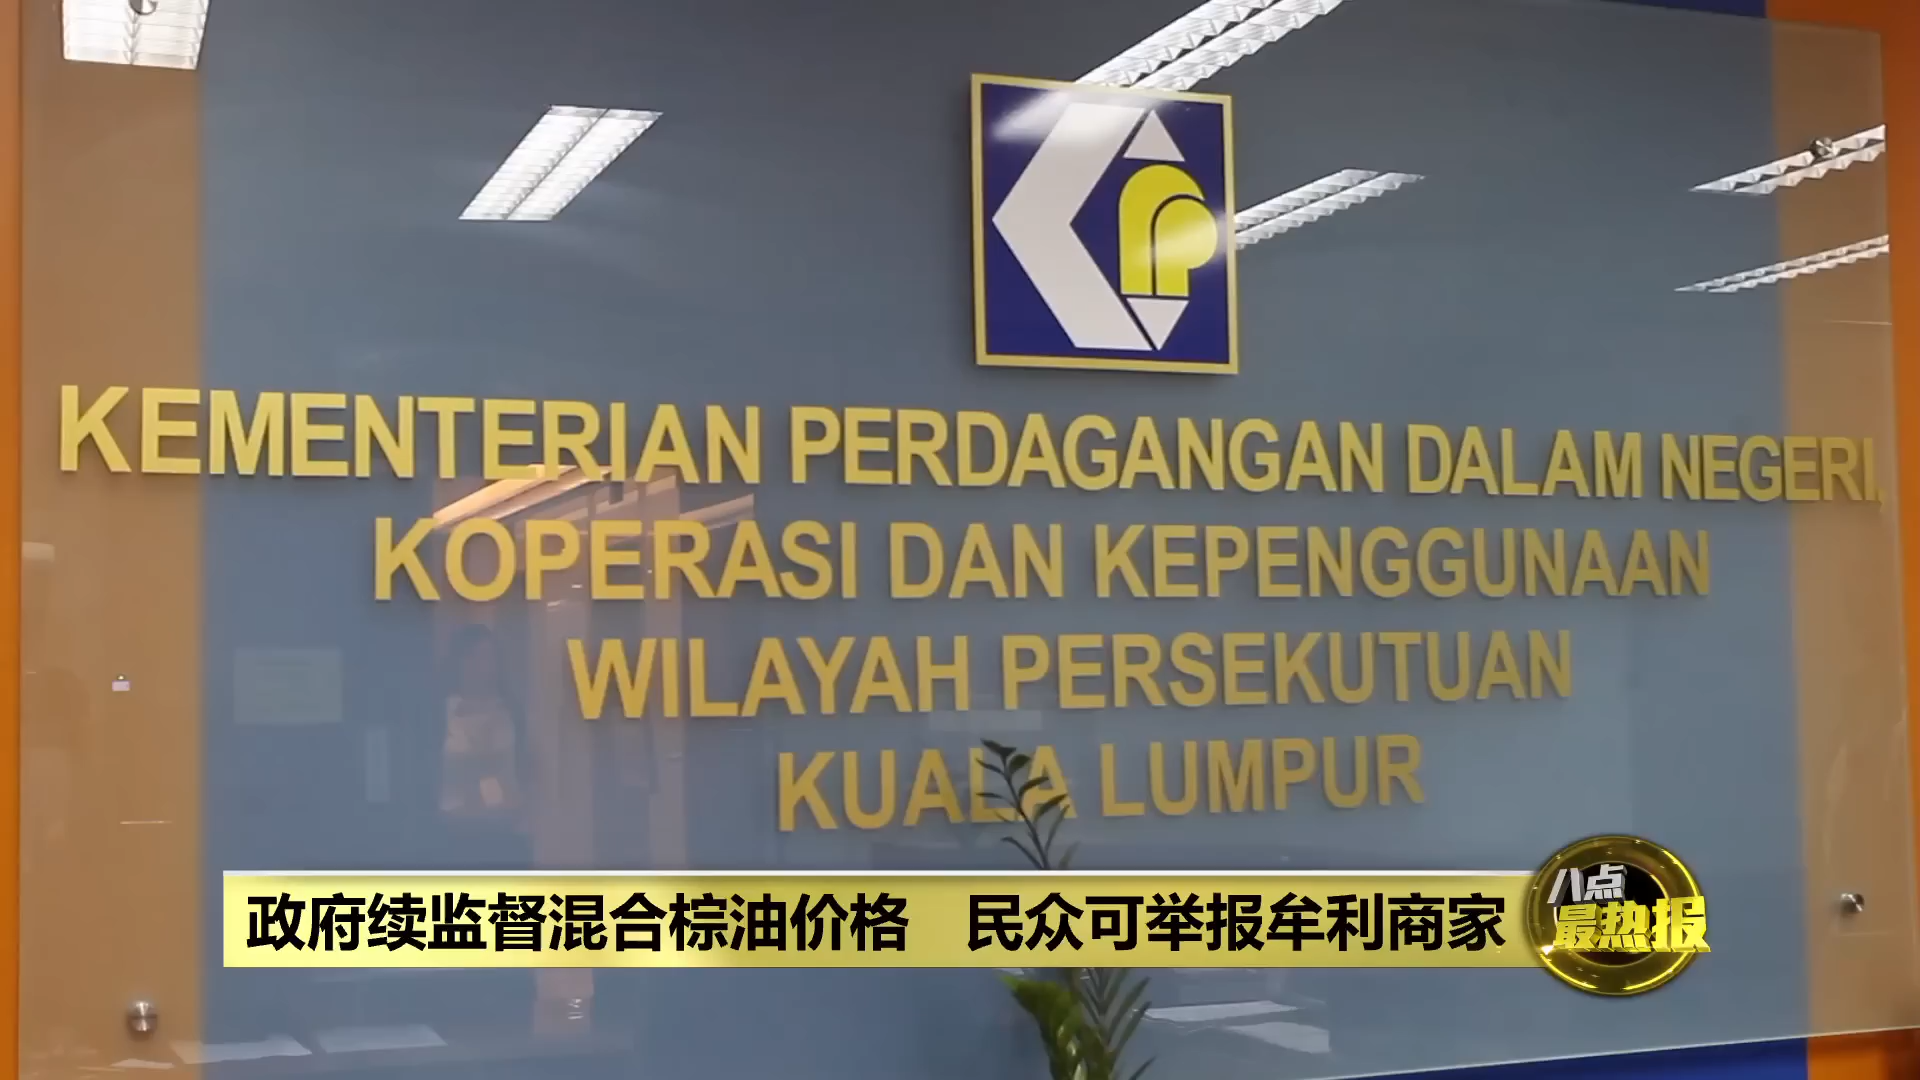 KEMENTERIAN PERDAGANGAN DALAM NEGERI,
KOPERASI DAN KEPENGGUNAAN
WILAYAH PERSEKUTUAN
KUALA LUMPUR
政府续监督混合棕油价格 民众可举报牟利商家
八点
最热报